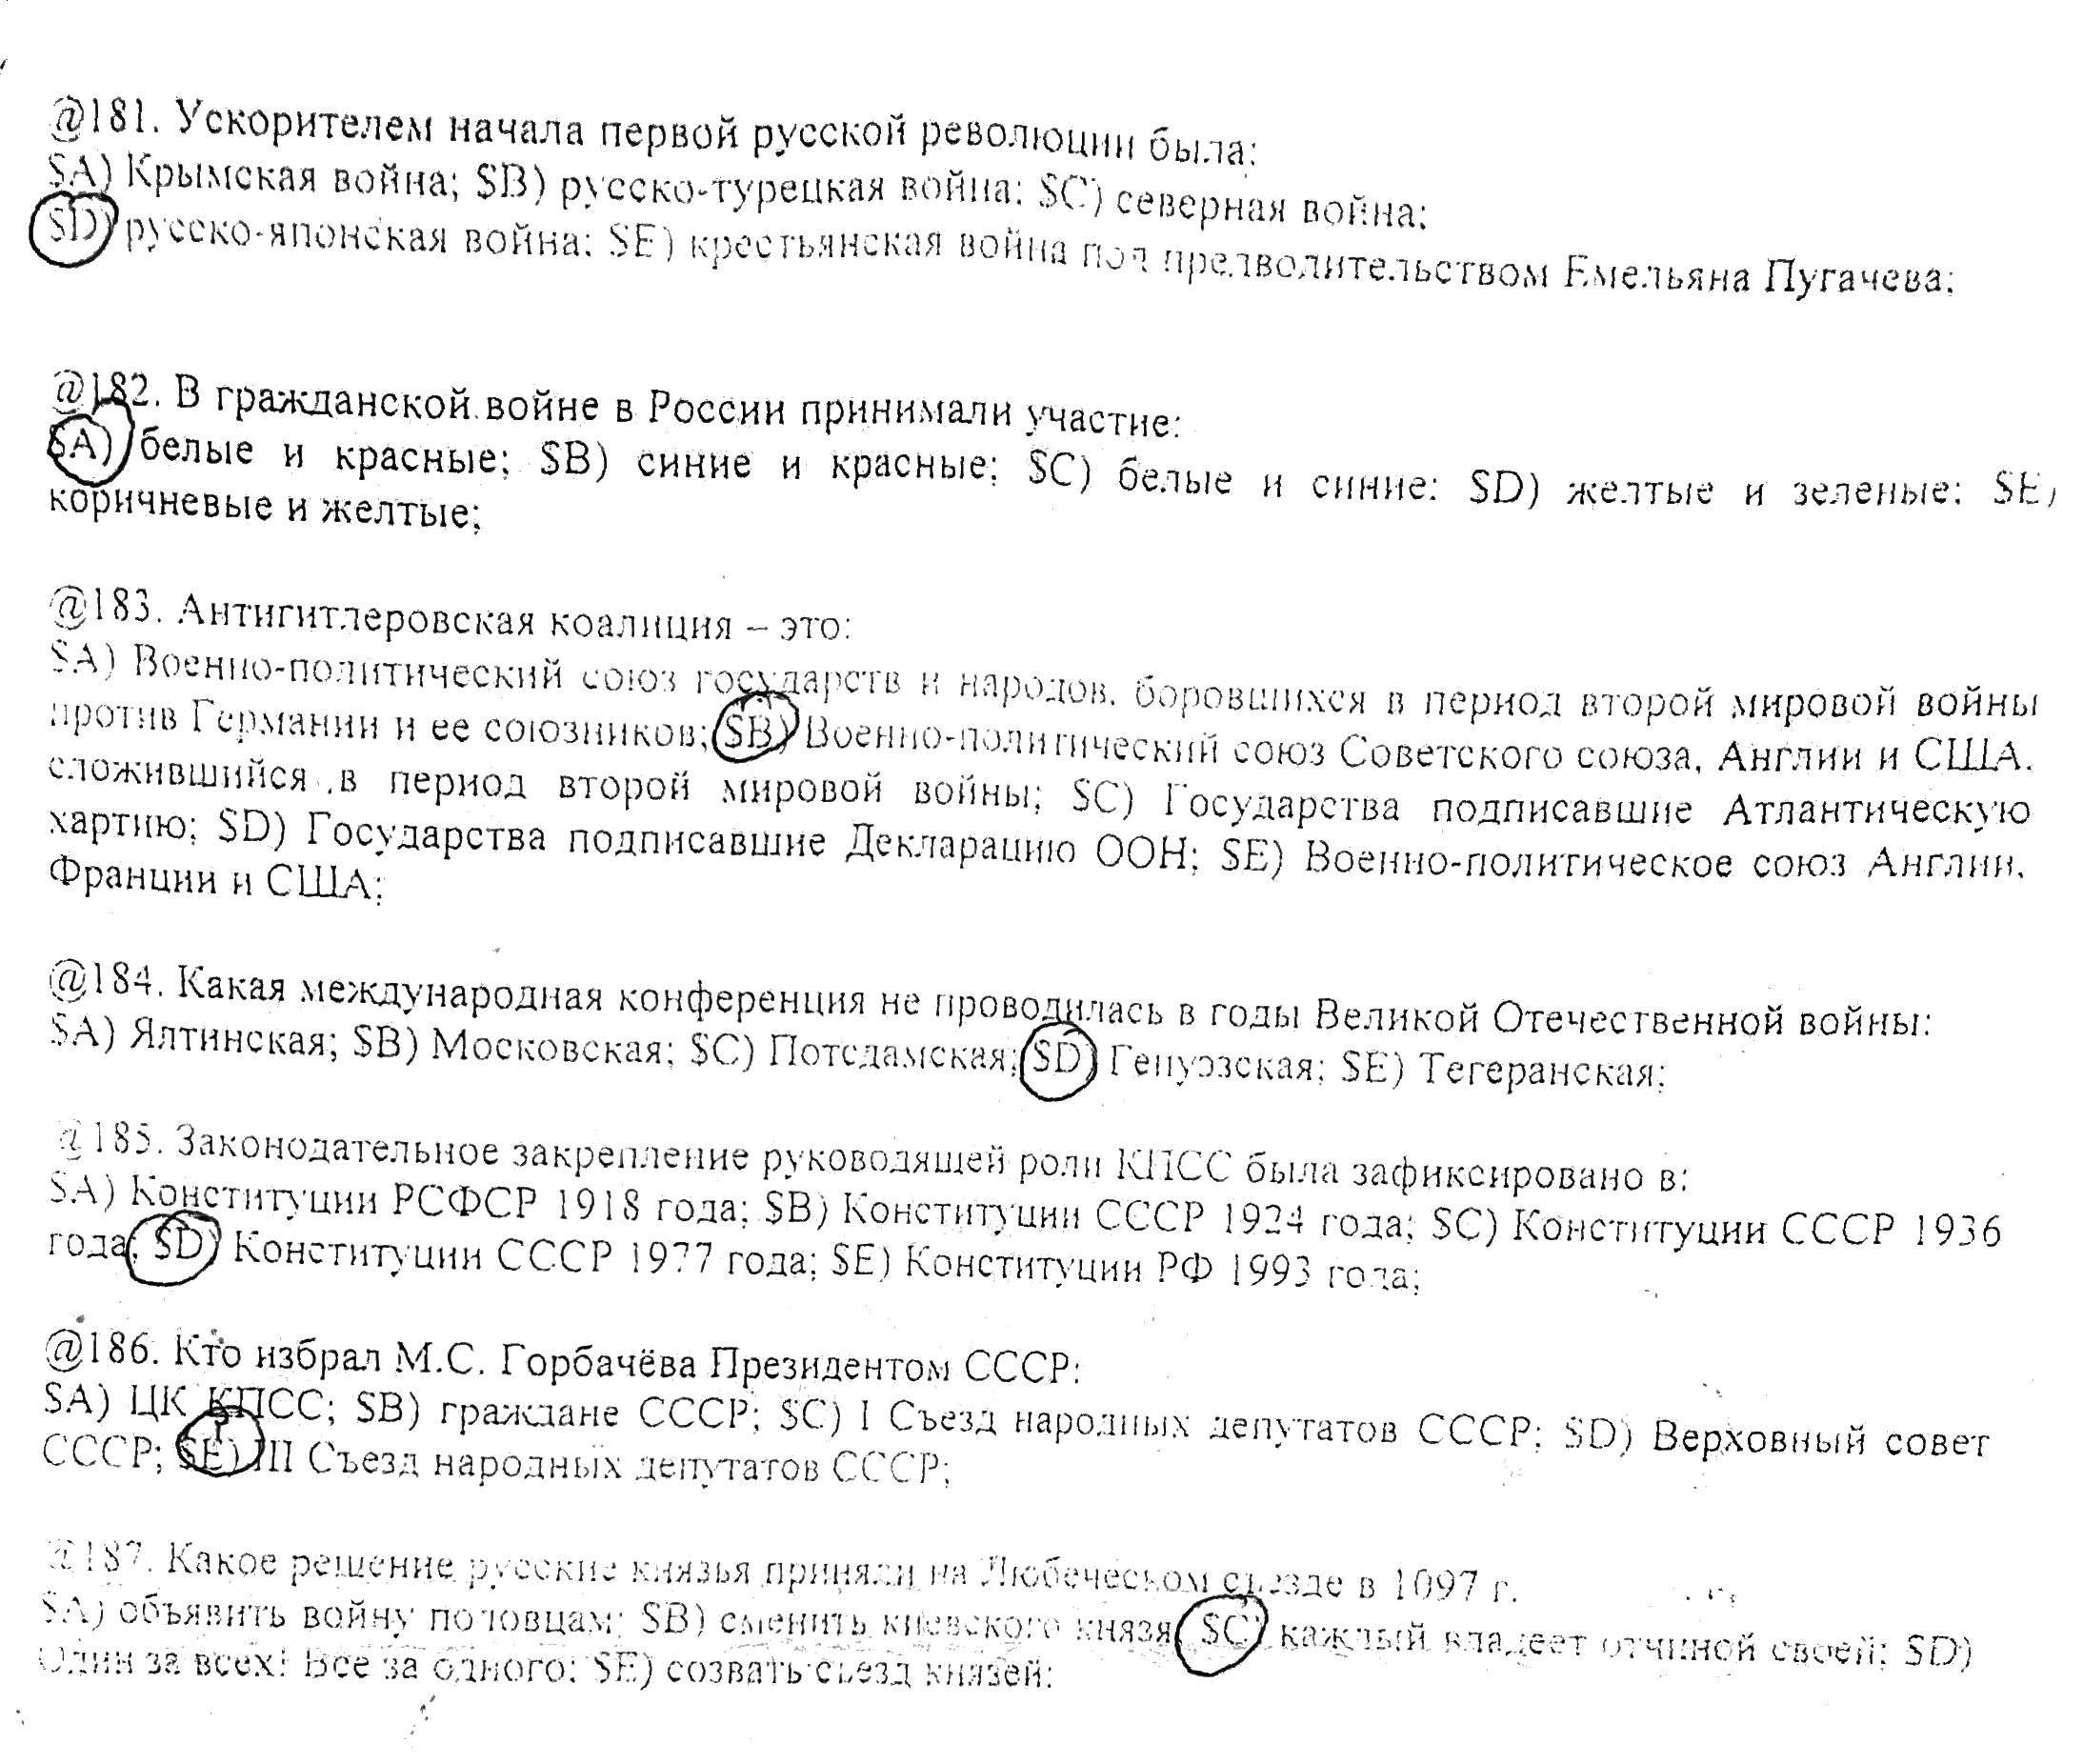 @181. Ускорителем начала первой русской революции была:
$A) Крымская война; $B) русско-турецкая война; $C) северная война;
$D) русско-японская война; $E) крестьянская война под предводительством Емельяна Пугачева;
@182. В гражданской войне в России принимали участие:
$A) белые и красные; $B) синие и красные; $C) белые и синие; $D) желтые и зеленые; $E)
коричневые и желтые;
@183. Антигитлеровская коалиция – это:
$A) Военно-политический союз государств и народов, боровшихся в период второй мировой войны
против Германии и ее союзников; $B) Военно-политический союз Советского союза, Англии и США,
сложившийся в период второй мировой войны; $C) Государства подписавшие Атлантическую
хартию; $D) Государства подписавшие Декларацию ООН; $E) Военно-политическое союз Англии,
Франции и США;
@184. Какая международная конференция не проводилась в годы Великой Отечественной войны:
$A) Ялтинская; $B) Московская; $C) Потсдамская; $D) Генуэзская; $E) Тегеранская;
@185. Законодательное закрепление руководящей роли КПСС была зафиксировано в:
$A) Конституции РСФСР 1918 года; $B) Конституции СССР 1924 года; $C) Конституции СССР 1936
года; $D) Конституции СССР 1977 года; $E) Конституции РФ 1993 года;
@186. Кто избрал М.С. Горбачёва Президентом СССР:
$A) ЦК КПСС; $B) граждане СССР; $C) I Съезд народных депутатов СССР; $D) Верховный совет
СССР; $E) III Съезд народных депутатов СССР;
@187. Какое решение русские князья приняли на Любеческом съезде в 1097 г.
$A) объявить войну половцам; $B) сменить киевского князя; $C) каждый владеет отчиной своей; $D)
Один за всех! Все за одного; $E) созвать съезд князей;